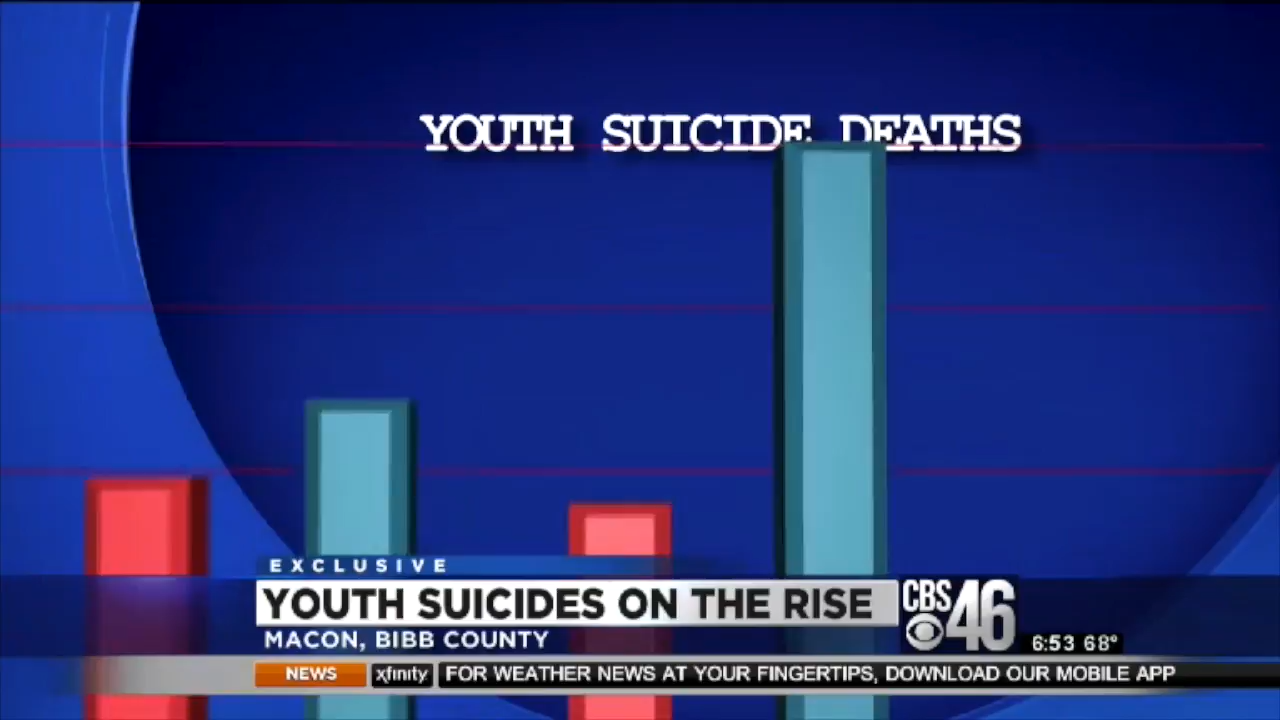 YOUTH SUICIDE DEATHS
EXCLUSIVE
YOUTH SUICIDES ON THE RISE
MACON, BIBB COUNTY
CBS 46
6:53 68°
NEWS xfinity FOR WEATHER NEWS AT YOUR FINGERTIPS, DOWNLOAD OUR MOBILE APP